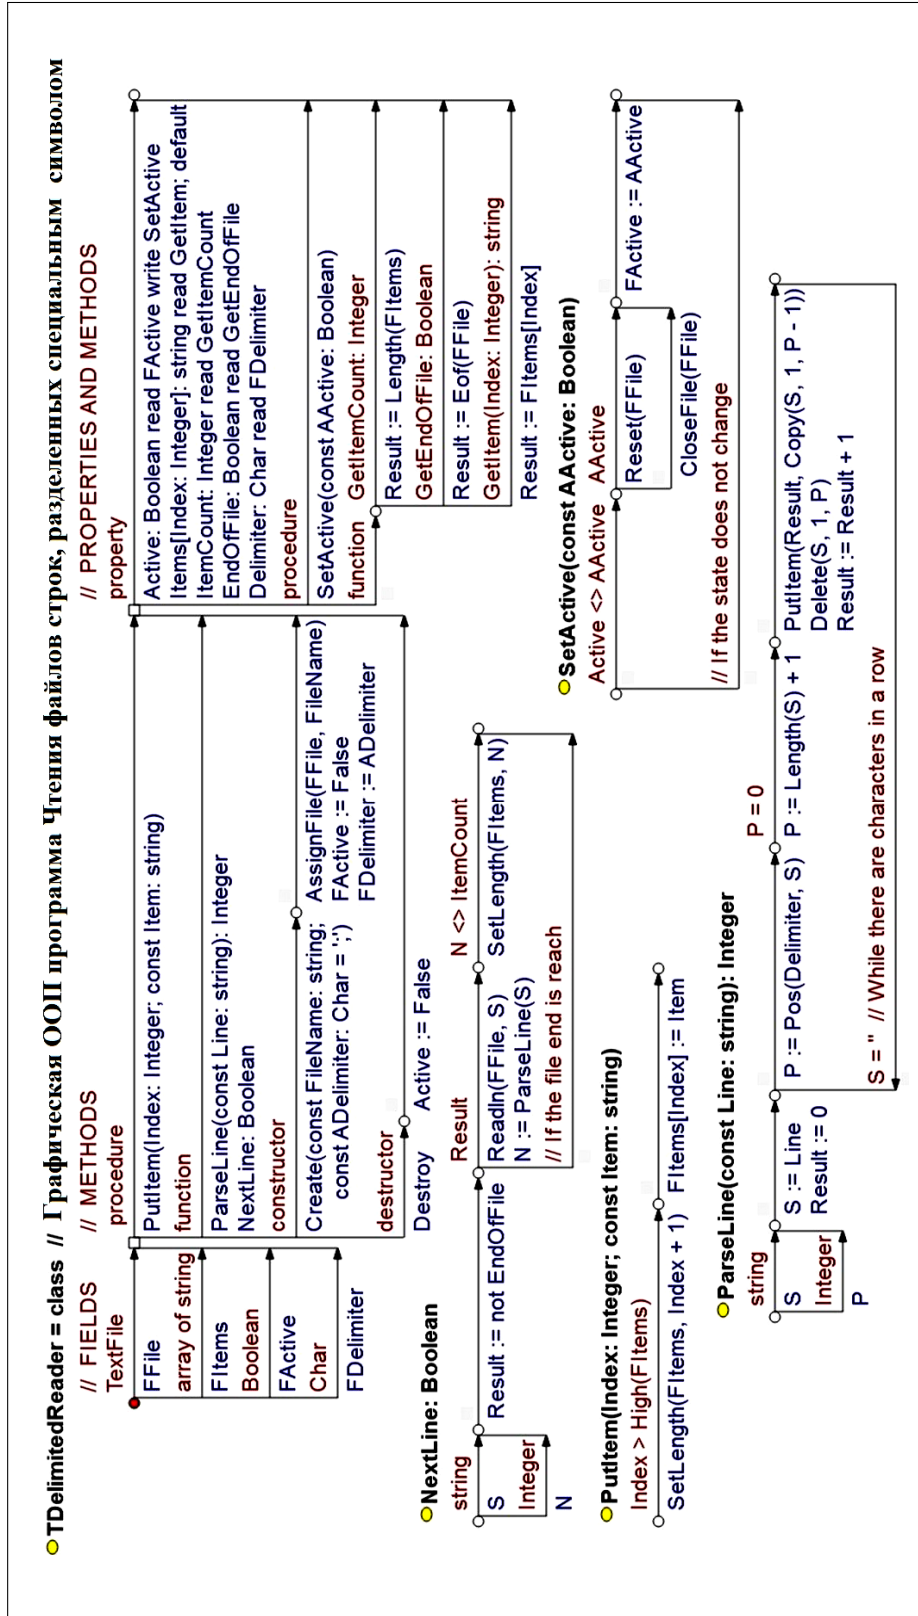 TDelimitedReader = class // Графическая ООП программа Чтения файлов строк, разделенных специальным символом
// FIELDS
TextFile
FFile
array of string
FItems
Boolean
FActive
Char
FDelimiter
// METHODS
procedure
PutItem(Index: Integer; const Item: string)
function
ParseLine(const Line: string): Integer
NextLine: Boolean
constructor
Create(const FileName: string;
const ADelimiter: Char = ';')
AssignFile(FFile, FileName)
FActive := False
FDelimiter := ADelimiter
destructor
Destroy
Active := False
// PROPERTIES AND METHODS
property
Active: Boolean read FActive write SetActive
Items[Index: Integer]: string read GetItem; default
ItemCount: Integer read GetItemCount
EndOfFile: Boolean read GetEndOfFile
Delimiter: Char read FDelimiter
procedure
SetActive(const AActive: Boolean)
function GetItemCount: Integer
Result := Length(FItems)
GetEndOfFile: Boolean
Result := Eof(FFile)
GetItem(Index: Integer): string
Result := FItems[Index]
NextLine: Boolean
string
S
Integer
N
Result := not EndOfFile
Result
Readln(FFile, S)
N := ParseLine(S)
// If the file end is reach
N <> ItemCount
SetLength(FItems, N)
SetActive(const AActive: Boolean)
Active <> AActive
AActive
Reset(FFile)
CloseFile(FFile)
FActive := AActive
// If the state does not change
PutItem(Index: Integer; const Item: string)
Index > High(FItems)
SetLength(FItems, Index + 1)
FItems[Index] := Item
ParseLine(const Line: string): Integer
string
S
Integer
P
S := Line
Result := 0
P := Pos(Delimiter, S)
P = 0
P := Length(S) + 1
PutItem(Result, Copy(S, 1, P - 1))
Delete(S, 1, P)
Result := Result + 1
S = '' // While there are characters in a row